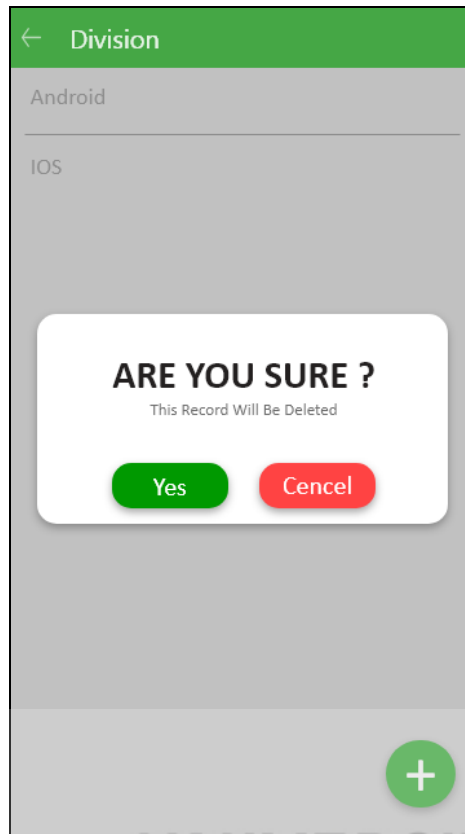 Division
Android
IOS
ARE YOU SURE ?
This Record Will Be Deleted
Yes
Cencel